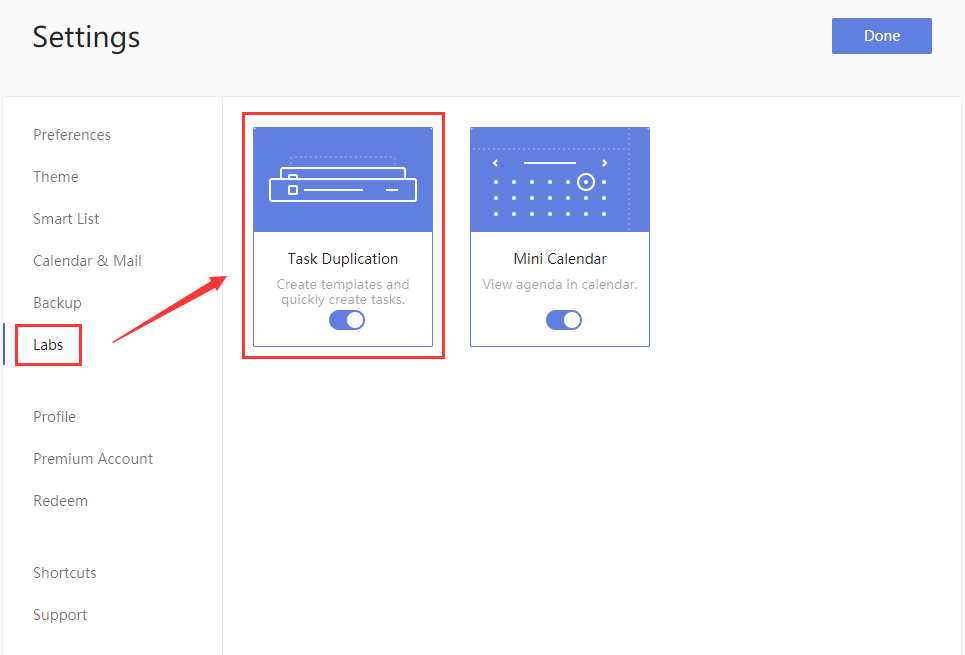 Settings
Done
Preferences
Theme
Smart List
Calendar & Mail
Backup
Labs
Profile
Premium Account
Redeem
Shortcuts
Support
Task Duplication
Create templates and
quickly create tasks.
Mini Calendar
View agenda in calendar.